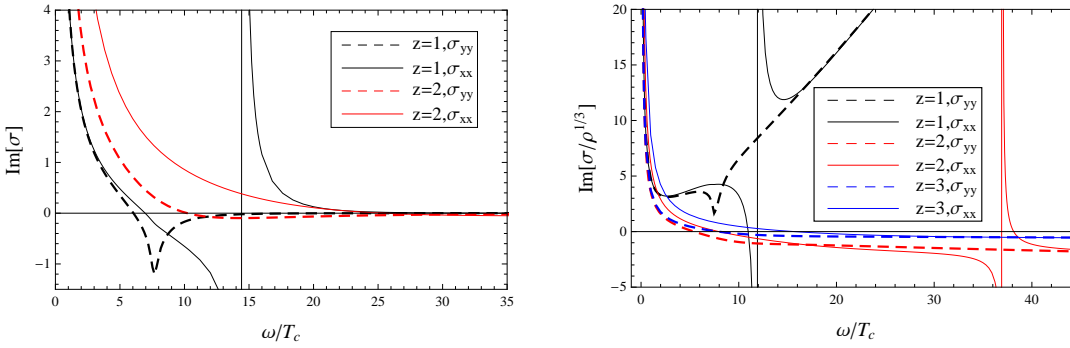 4
3
2
1
0
-1
Im[σ]
0 5 10 15 20 25 30 35
ω/T_c
z=1,σ_yy
z=1,σ_xx
z=2,σ_yy
z=2,σ_xx
20
15
10
5
0
-5
Im[σ/ρ^{1/3}]
0 10 20 30 40
ω/T_c
z=1,σ_yy
z=1,σ_xx
z=2,σ_yy
z=2,σ_xx
z=3,σ_yy
z=3,σ_xx